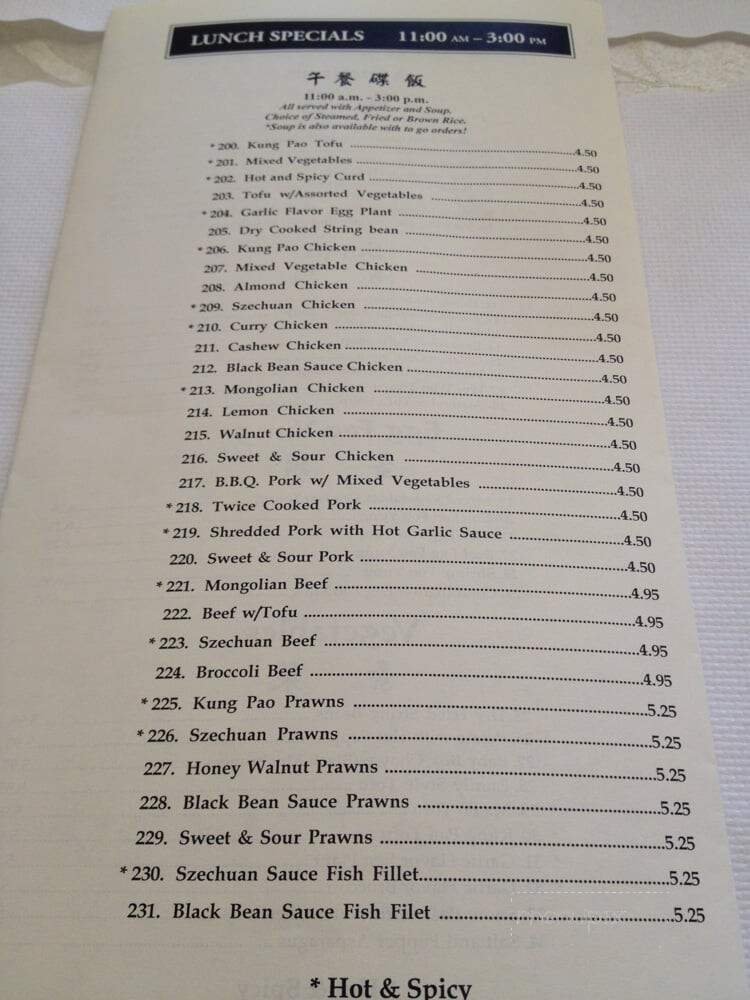 LUNCH SPECIALS 11:00 AM – 3:00 PM
午餐碟飯
11:00 a.m. - 3:00 p.m.
All served with Appetizer and Soup.
Choice of Steamed, Fried or Brown Rice.
*Soup is also available with to go orders!
* 200. Kung Pao Tofu 4.50
* 201. Mixed Vegetables 4.50
* 202. Hot and Spicy Curd 4.50
203. Tofu w/Assorted Vegetables 4.50
* 204. Garlic Flavor Egg Plant 4.50
205. Dry Cooked String bean 4.50
* 206. Kung Pao Chicken 4.50
207. Mixed Vegetable Chicken 4.50
208. Almond Chicken 4.50
* 209. Szechuan Chicken 4.50
* 210. Curry Chicken 4.50
211. Cashew Chicken 4.50
212. Black Bean Sauce Chicken 4.50
* 213. Mongolian Chicken 4.50
214. Lemon Chicken 4.50
215. Walnut Chicken 4.50
216. Sweet & Sour Chicken 4.50
217. B.B.Q. Pork w/ Mixed Vegetables 4.50
* 218. Twice Cooked Pork 4.50
* 219. Shredded Pork with Hot Garlic Sauce 4.50
220. Sweet & Sour Pork 4.50
* 221. Mongolian Beef 4.95
222. Beef w/Tofu 4.95
* 223. Szechuan Beef 4.95
224. Broccoli Beef 4.95
* 225. Kung Pao Prawns 5.25
* 226. Szechuan Prawns 5.25
227. Honey Walnut Prawns 5.25
228. Black Bean Sauce Prawns 5.25
229. Sweet & Sour Prawns 5.25
* 230. Szechuan Sauce Fish Fillet 5.25
231. Black Bean Sauce Fish Filet 5.25
* Hot & Spicy